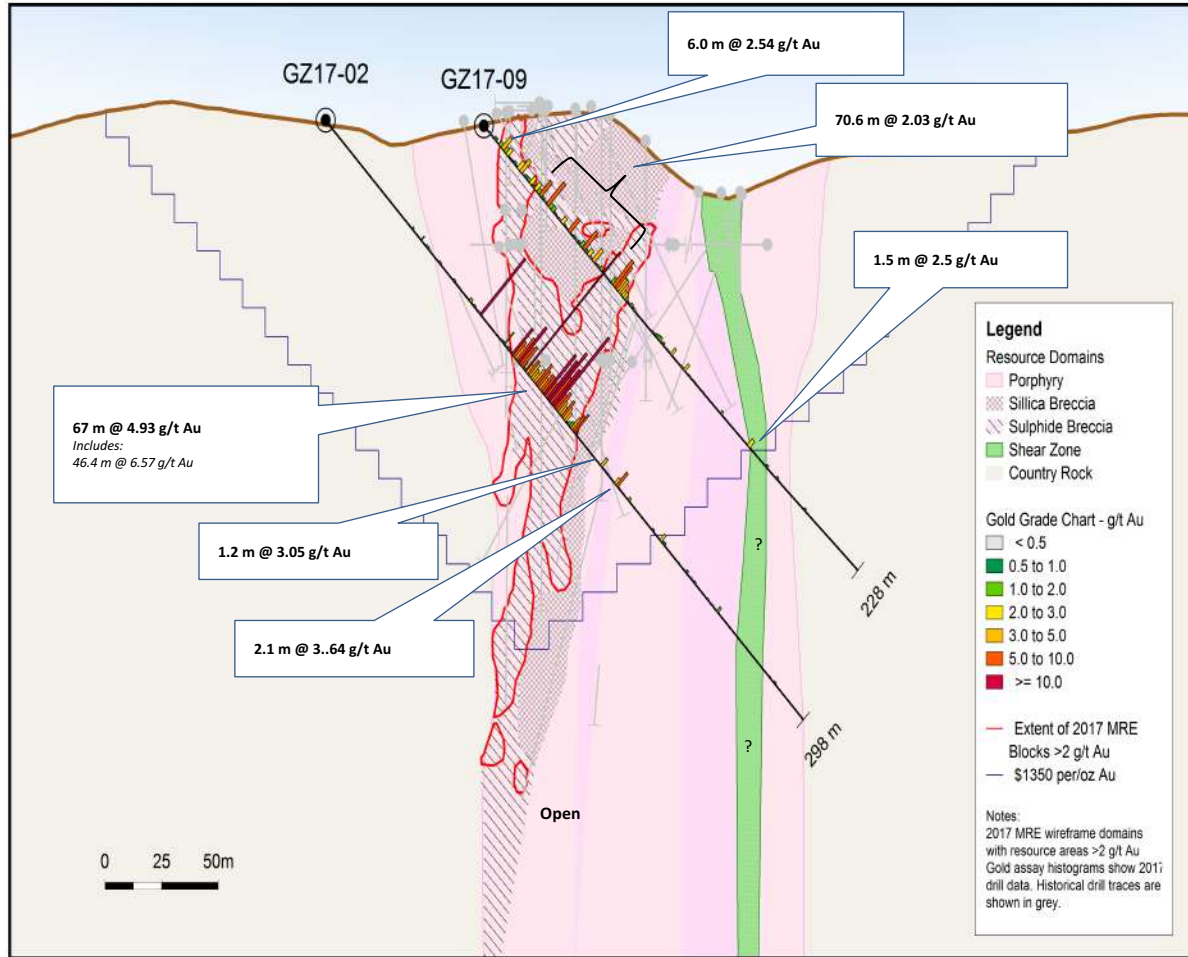 6.0 m @ 2.54 g/t Au
GZ17-02
GZ17-09
70.6 m @ 2.03 g/t Au
1.5 m @ 2.5 g/t Au
67 m @ 4.93 g/t Au
Includes:
46.4 m @ 6.57 g/t Au
1.2 m @ 3.05 g/t Au
2.1 m @ 3..64 g/t Au
?
?
228 m
298 m
Open
0 25 50m
Legend
Resource Domains
Porphyry
Sillica Breccia
Sulphide Breccia
Shear Zone
Country Rock
Gold Grade Chart - g/t Au
< 0.5
0.5 to 1.0
1.0 to 2.0
2.0 to 3.0
3.0 to 5.0
5.0 to 10.0
>= 10.0
Extent of 2017 MRE
Blocks >2 g/t Au
$1350 per/oz Au
Notes:
2017 MRE wireframe domains
with resource areas >2 g/t Au
Gold assay histograms show 2017
drill data. Historical drill traces are
shown in grey.